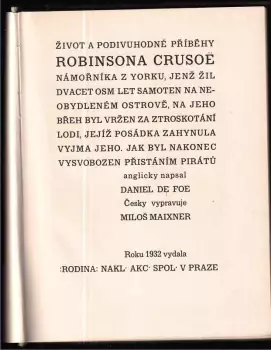 ŽIVOT A PODIVUHODNÉ PŘÍBĚHY
ROBINSONA CRUSOË
NÁMOŘNÍKA Z YORKU, JENŽ ŽIL
DVACET OSM LET SAMOTEN NA NE-
OBYDLENÉM OSTROVĚ, NA JEHO
BŘEH BYL VRŽEN ZA ZTROSKOTÁNÍ
LODI, JEJÍŽ POSÁDKA ZAHYNULA
VYJMA JEHO. JAK BYL NAKONEC
VYSVOBOZEN PŘISTÁNÍM PIRÁTŮ
anglicky napsal
DANIEL DE FOE
Česky vypravuje
MILOŠ MAIXNER
Roku 1932 vydala
:RODINA: NAKL· AKC· SPOL· V PRAZE